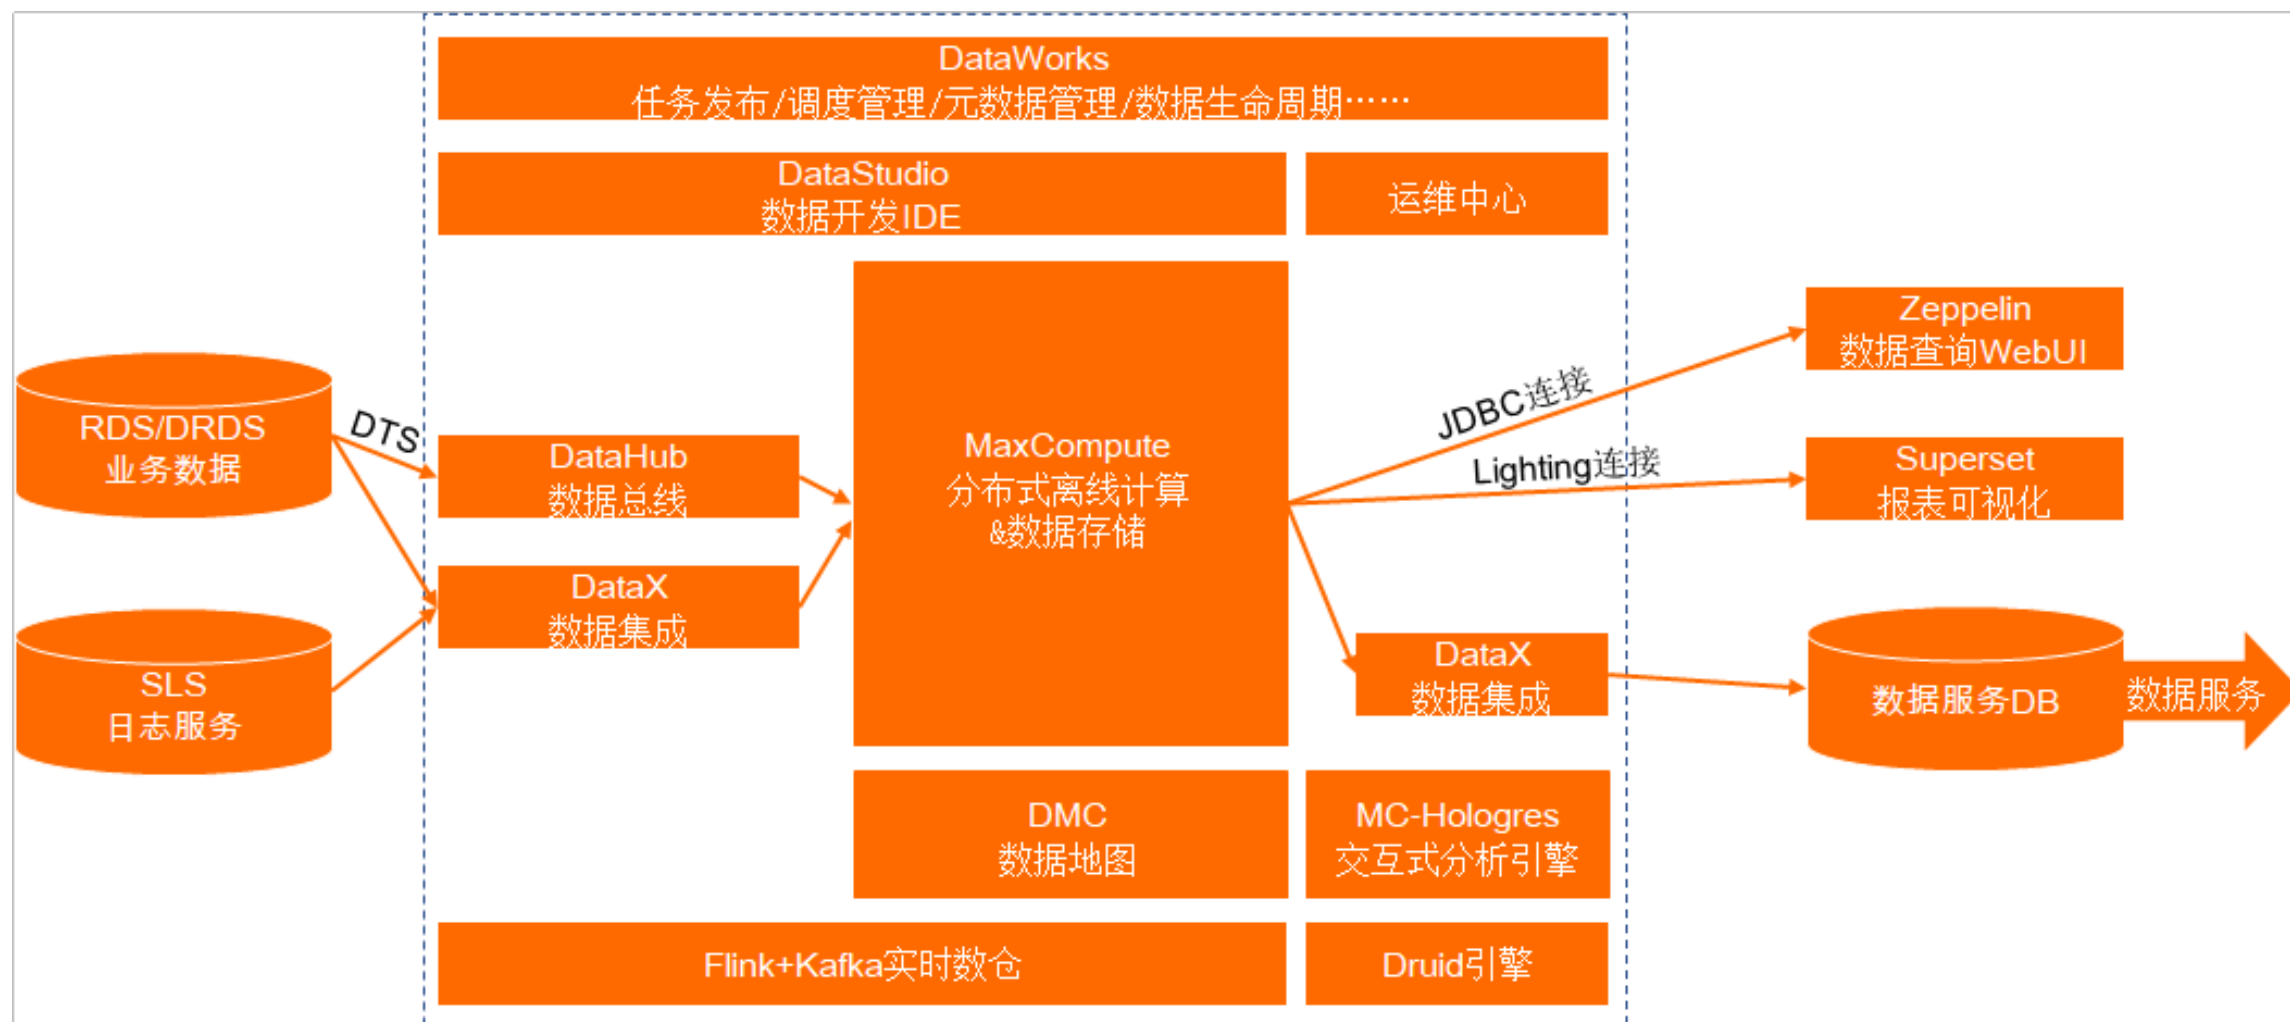 DataWorks
任务发布/调度管理/元数据管理/数据生命周期……
DataStudio
数据开发IDE
运维中心
RDS/DRDS
业务数据
SLS
日志服务
DTS
DataHub
数据总线
DataX
数据集成
MaxCompute
分布式离线计算
&数据存储
JDBC连接
Lighting连接
Zeppelin
数据查询WebUI
Superset
报表可视化
DataX
数据集成
数据服务DB
数据服务
DMC
数据地图
MC-Hologres
交互式分析引擎
Flink+Kafka实时数仓
Druid引擎